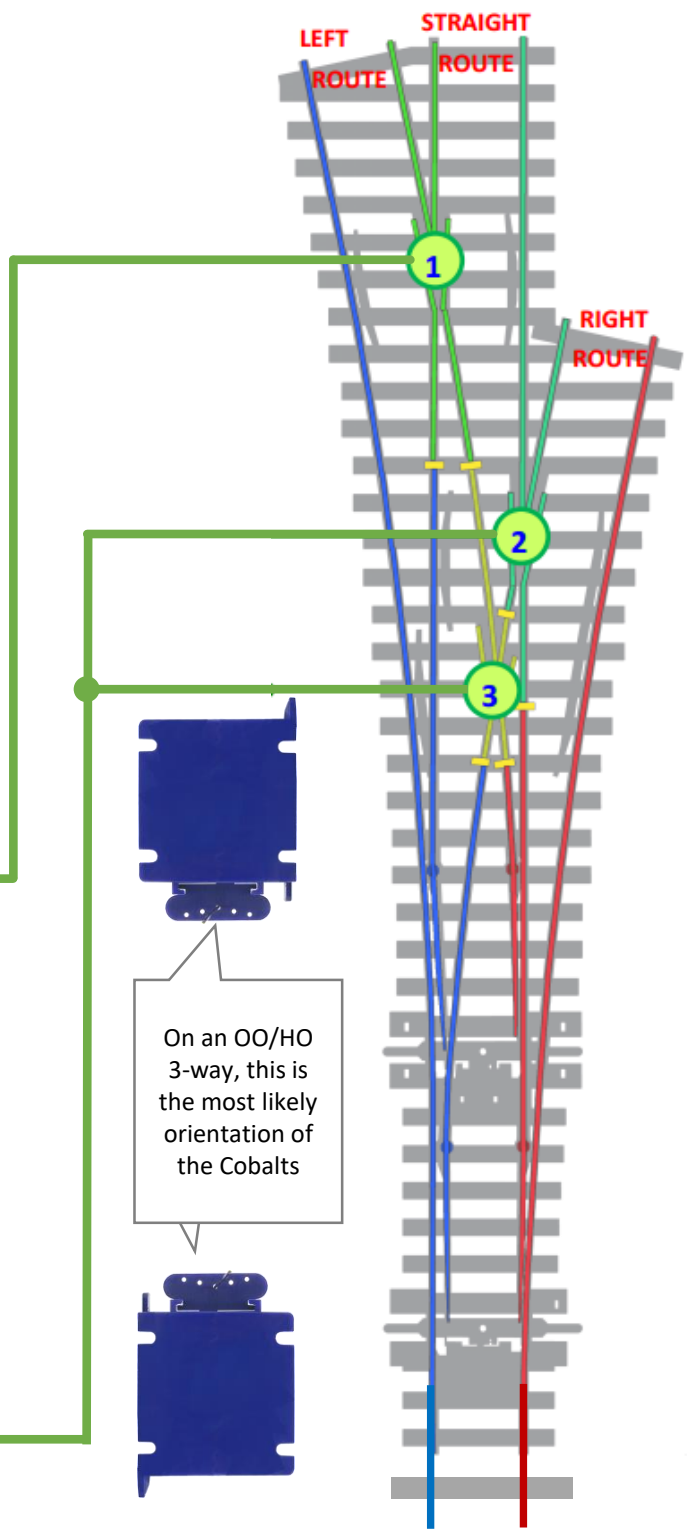 STRAIGHT
LEFT
ROUTE
ROUTE
1
RIGHT
ROUTE
2
3
On an OO/HO
3-way, this is
the most likely
orientation of
the Cobalts